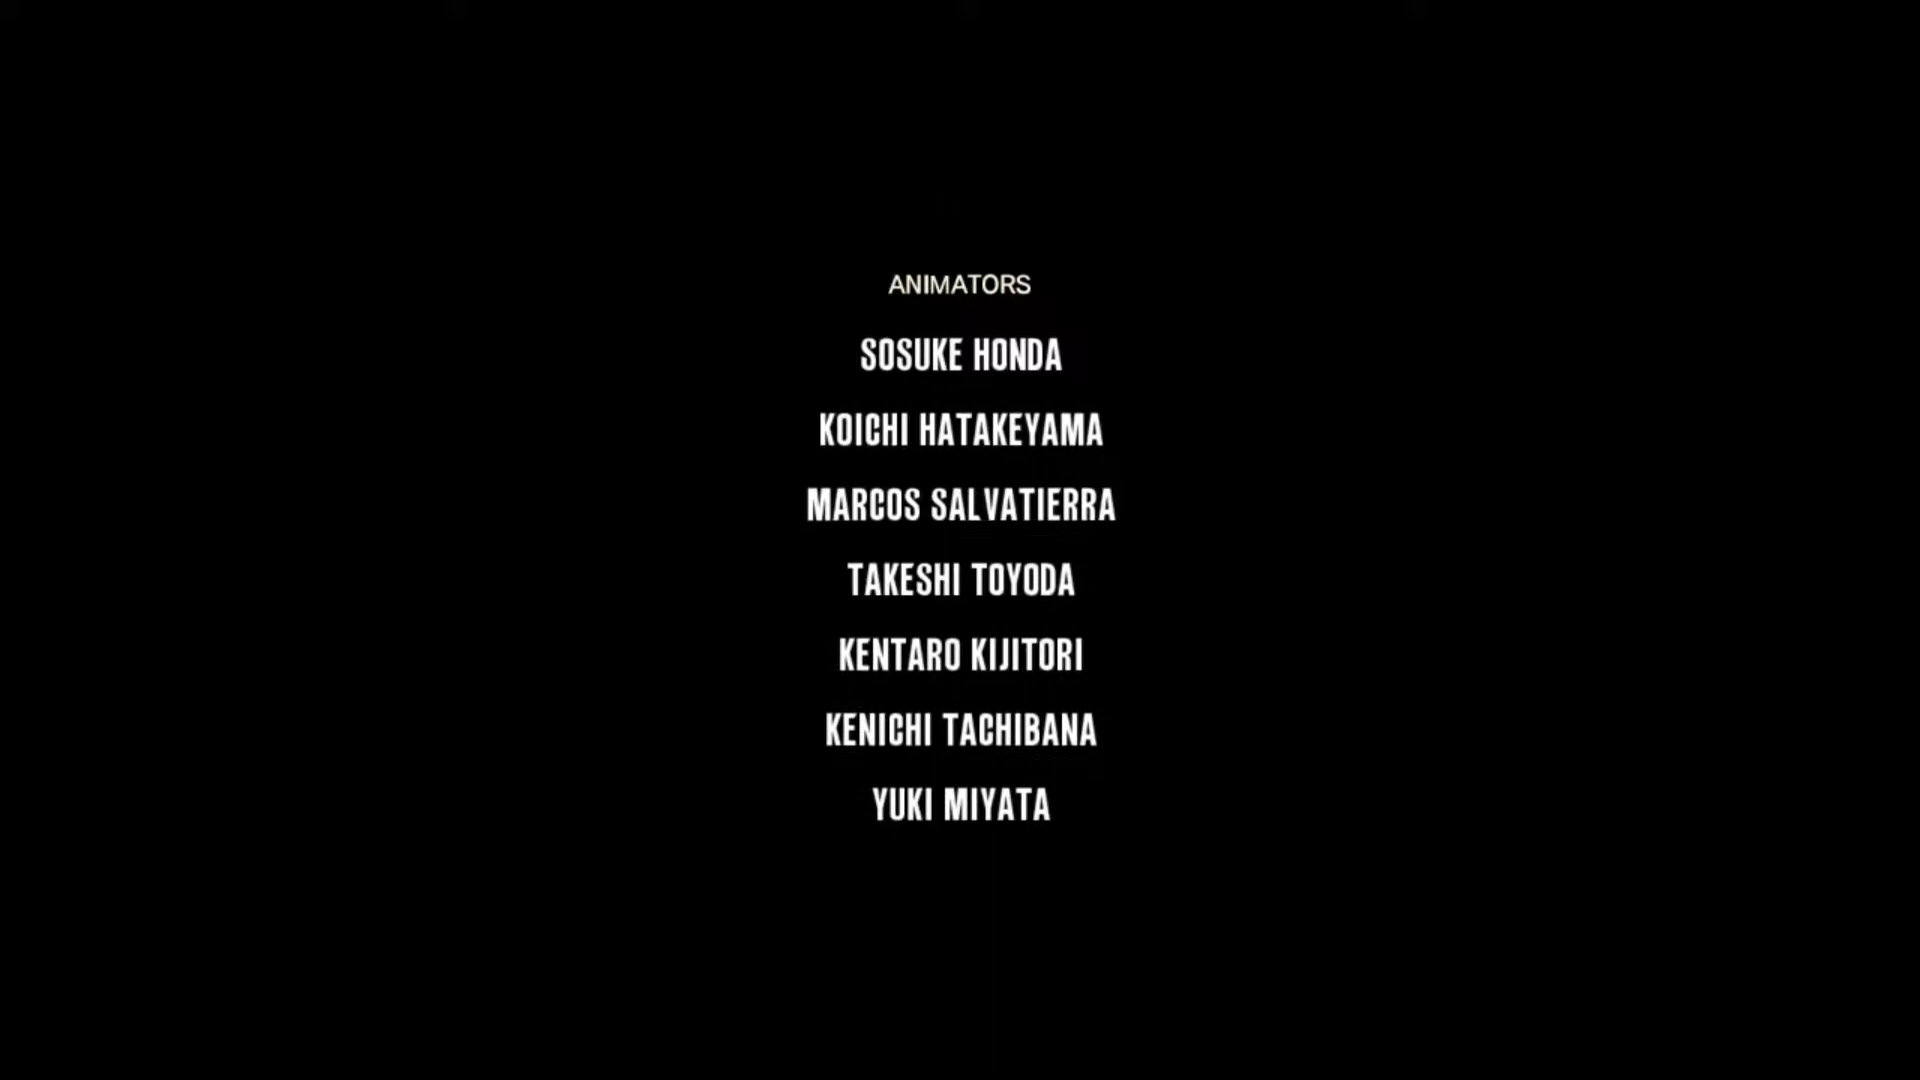 ANIMATORS
SOSUKE HONDA
KOICHI HATAKEYAMA
MARCOS SALVATIERRA
TAKESHI TOYODA
KENTARO KIJITORI
KENICHI TACHIBANA
YUKI MIYATA